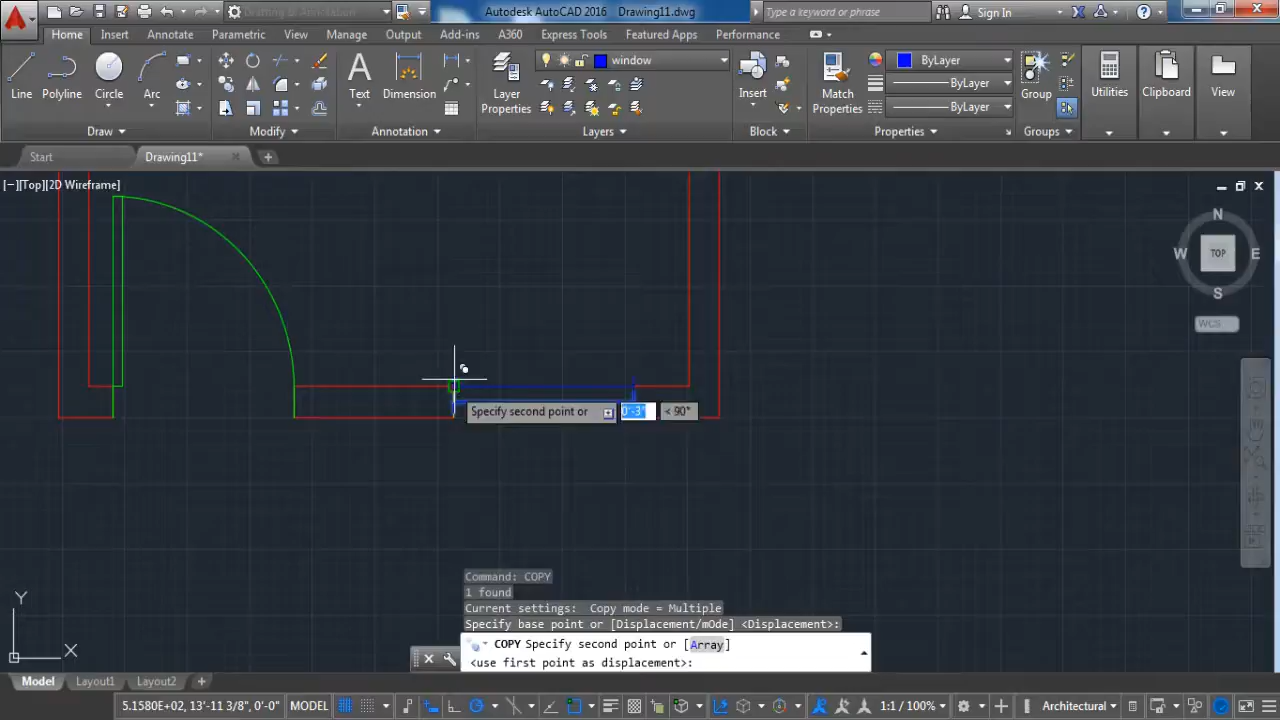 Drafting & Annotation
Autodesk AutoCAD 2016 Drawing11.dwg
Type a keyword or phrase
Sign In
Home Insert Annotate Parametric View Manage Output Add-ins A360 Express Tools Featured Apps Performance
window
ByLayer
ByLayer
ByLayer
Line Polyline Circle Arc Text Dimension Layer Properties Insert Match Properties Group Utilities Clipboard View
Draw Modify Annotation Layers Block Properties Groups
Start Drawing11* +
[−][Top][2D Wireframe]
N
W TOP E
S
WCS
Specify second point or 0'-3" < 90°
Command: COPY
1 found
Current settings: Copy mode = Multiple
Specify base point or [Displacement/mOde] <Displacement>:
COPY Specify second point or [Array]
<use first point as displacement>:
Y
X
Model Layout1 Layout2 +
5.1580E+02, 13'-11 3/8", 0'-0" MODEL 1:1 / 100% Architectural